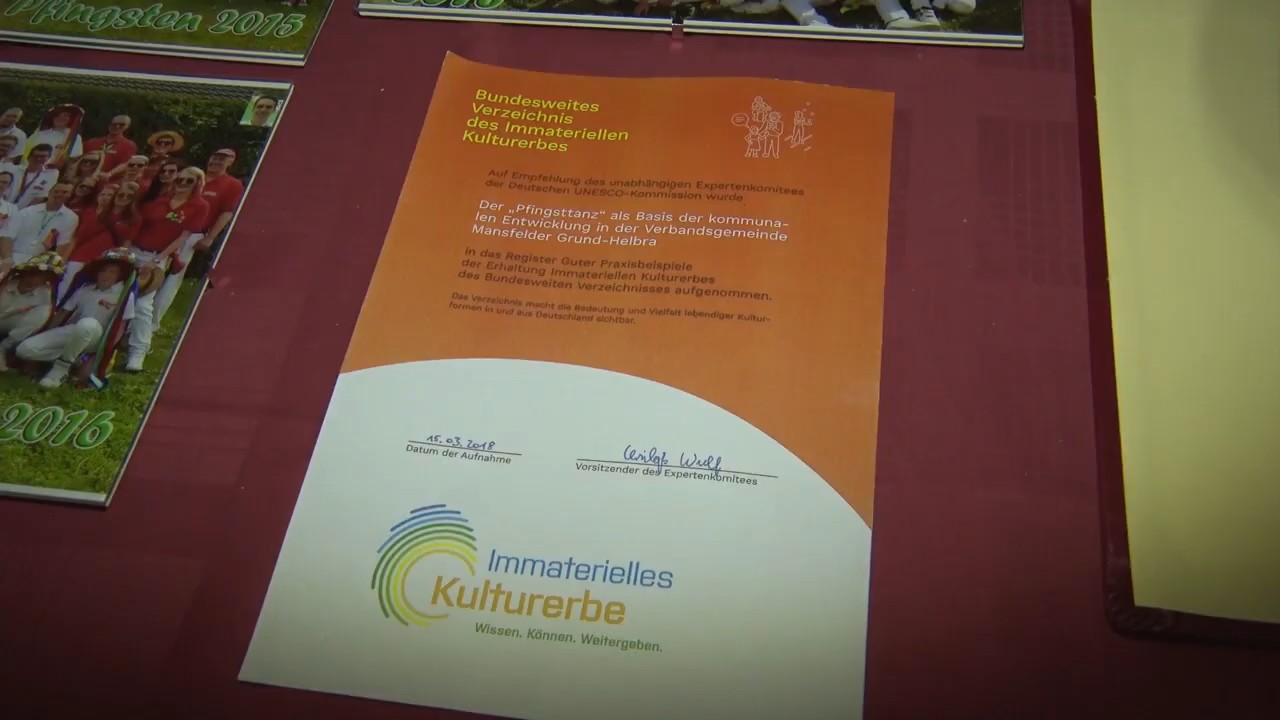 Pfingsten 2015
2016
Bundesweites
Verzeichnis
des Immateriellen
Kulturerbes
Auf Empfehlung des unabhängigen Expertenkomitees
der Deutschen UNESCO-Kommission wurde
Der „Pfingsttanz“ als Basis der kommuna-
len Entwicklung in der Verbandsgemeinde
Mansfelder Grund-Helbra
in das Register Guter Praxisbeispiele
der Erhaltung Immateriellen Kulturerbes
des Bundesweiten Verzeichnisses aufgenommen.
Das Verzeichnis macht die Bedeutung und Vielfalt lebendiger Kultur-
formen in und aus Deutschland sichtbar.
15.03.2018
Datum der Aufnahme
Wulf
Vorsitzender des Expertenkomitees
Immaterielles
Kulturerbe
Wissen. Können. Weitergeben.